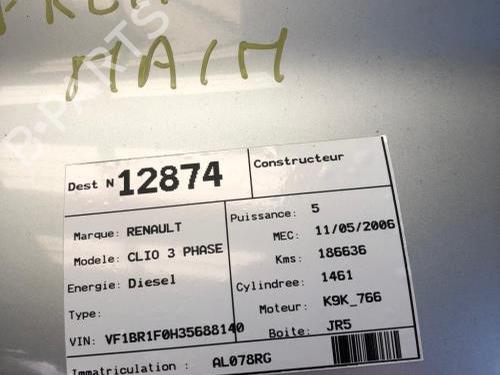 MAIN
B-PARTS
Dest N 12874
Constructeur
Marque: RENAULT
Modele: CLIO 3 PHASE
Energie: Diesel
Type:
VIN: VF1BR1F0H35688140
Immatriculation : AL078RG
Puissance: 5
MEC: 11/05/2006
Kms: 186636
Cylindree: 1461
Moteur: K9K_766
Boite: JR5